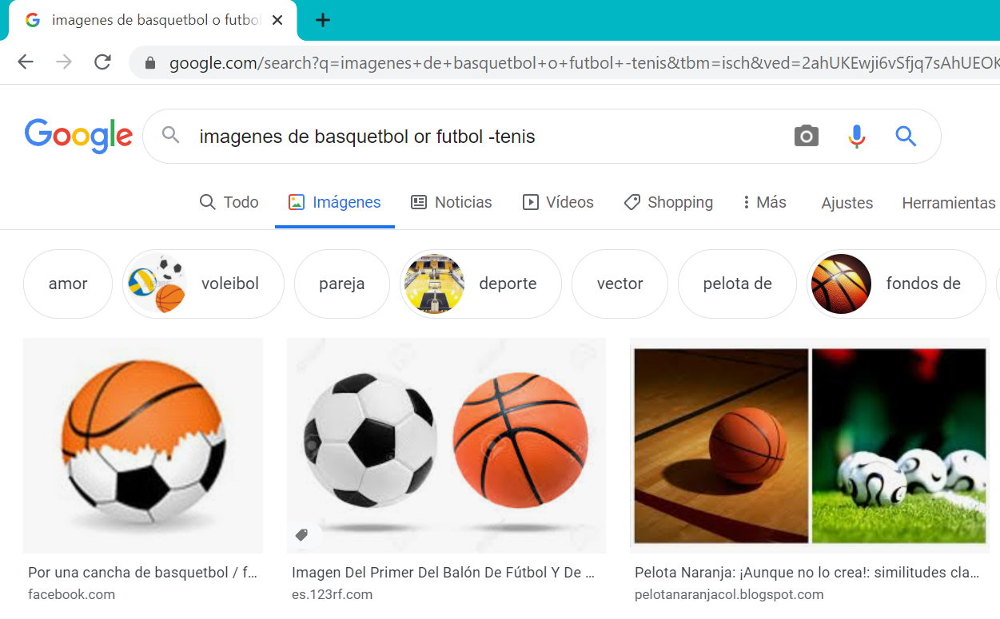 imagenes de basquetbol o futbol
google.com/search?q=imagenes+de+basquetbol+o+futbol+-tenis&tbm=isch&ved=2ahUKEwji6vSfjq7sAhUEOK
Google
imagenes de basquetbol or futbol -tenis
Todo Imágenes Noticias Vídeos Shopping Más Ajustes Herramientas
amor voleibol pareja deporte vector pelota de fondos de
Por una cancha de basquetbol / f... Imagen Del Primer Del Balón De Fútbol Y De ... Pelota Naranja: ¡Aunque no lo crea!: similitudes cla...
facebook.com es.123rf.com pelotanaranjacol.blogspot.com